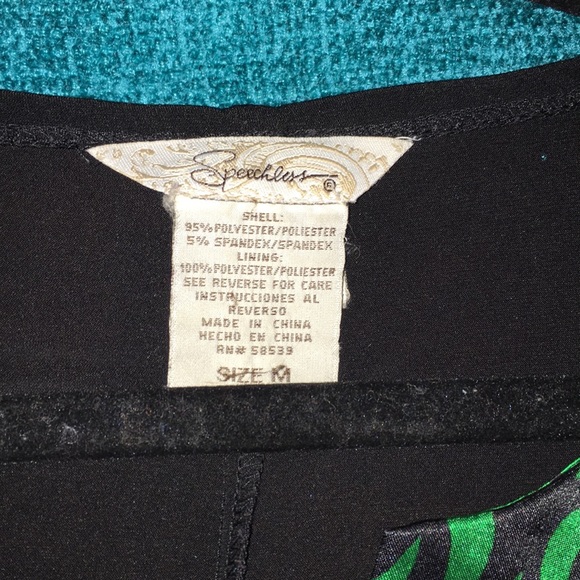 Speechless ®
SHELL:
95% POLYESTER/POLIESTER
5% SPANDEX/SPANDEX
LINING:
100% POLYESTER/POLIESTER
SEE REVERSE FOR CARE
INSTRUCCIONES AL
REVERSO
MADE IN CHINA
HECHO EN CHINA
RN# 58539
SIZE M